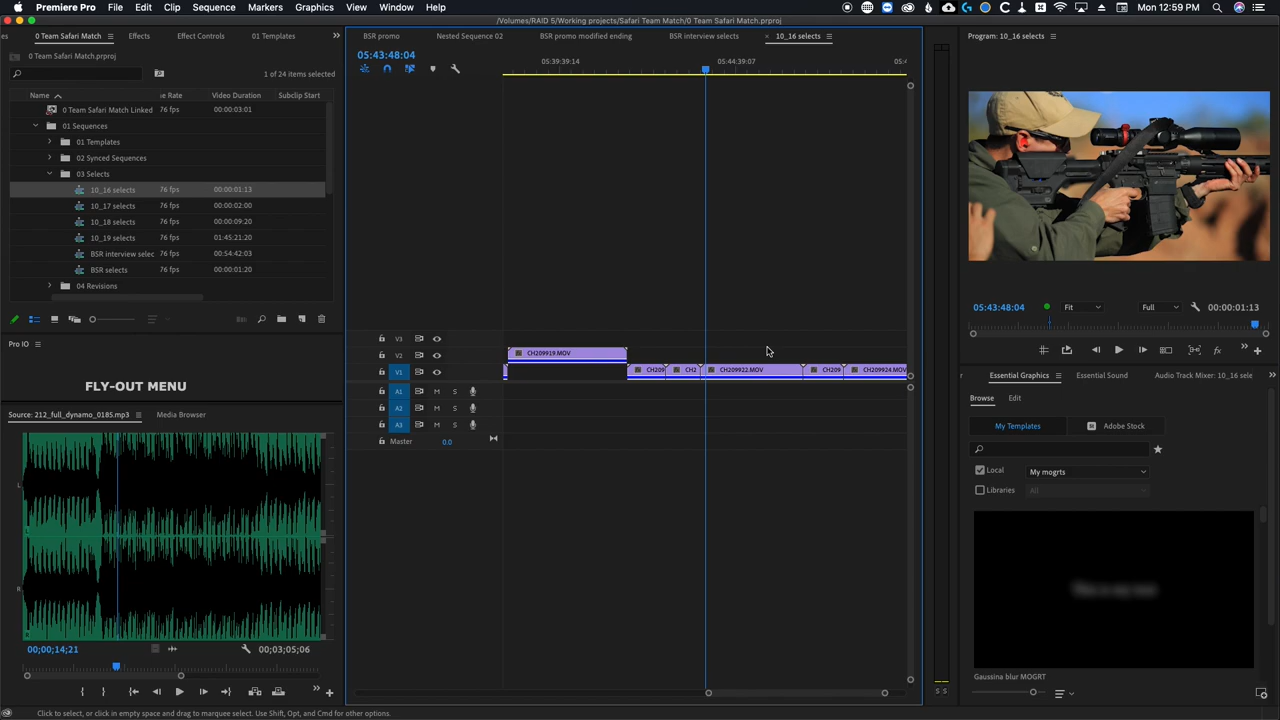 Premiere Pro File Edit Clip Sequence Markers Graphics View Window Help Mon 12:59 PM
/Volumes/RAID 5/Working projects/Safari Team Match/0 Team Safari Match.prproj
0 Team Safari Match Effects Effect Controls 01 Templates
0 Team Safari Match.prproj
1 of 24 items selected
Name Video Duration Subclip Start
0 Team Safari Match Linked 76 fps 00:00:03:01
01 Sequences
01 Templates
02 Synced Sequences
03 Selects
10_16 selects 76 fps 00:00:01:13
10_17 selects 76 fps 00:00:02:00
10_18 selects 76 fps 00:00:09:20
10_19 selects 76 fps 01:45:21:20
BSR interview selec 76 fps 00:54:42:03
BSR selects 76 fps 00:00:01:20
04 Revisions
Pro IO
FLY-OUT MENU
Source: 212_full_dynamo_0185.mp3 Media Browser
L
R
00;00;14;21 00;03;05;06
BSR promo Nested Sequence 02 BSR promo modified ending BSR interview selects 10_16 selects
05:43:48:04
05:39:39:14 05:44:39:07
V3
V2 CH209919.MOV
V1 CH209 CH2 CH209922.MOV CH209 CH209924.MOV
A1 M S
A2 M S
A3 M S
Master 0.0
S S
Program: 10_16 selects
05:43:48:04 Fit Full 00:00:01:13
Essential Graphics Essential Sound Audio Track Mixer: 10_16 sele
Browse Edit
My Templates Adobe Stock
Local My mogrts
Libraries All
This is my text
Gaussina blur MOGRT
Click to select, or click in empty space and drag to marquee select. Use Shift, Opt, and Cmd for other options.